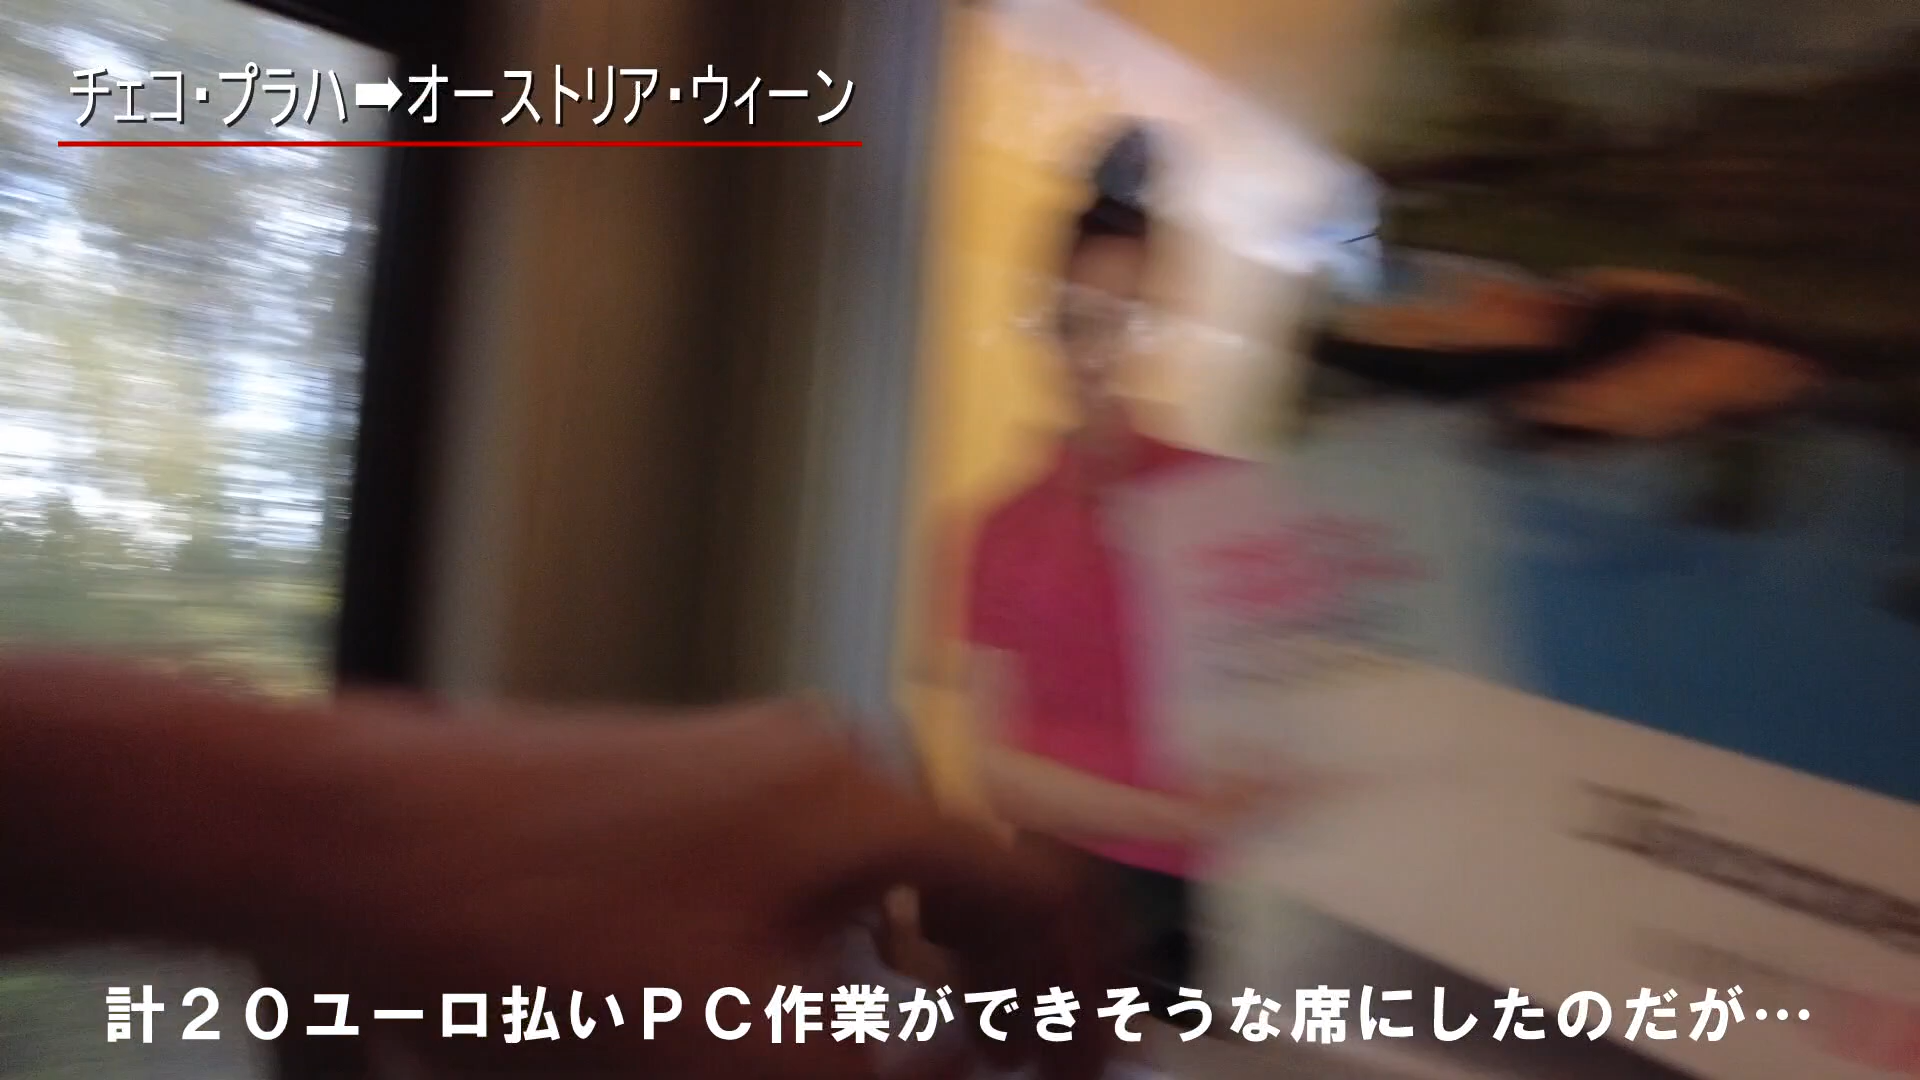 チェコ・プラハ➡オーストリア・ウィーン
計２０ユーロ払いＰＣ作業ができそうな席にしたのだが…